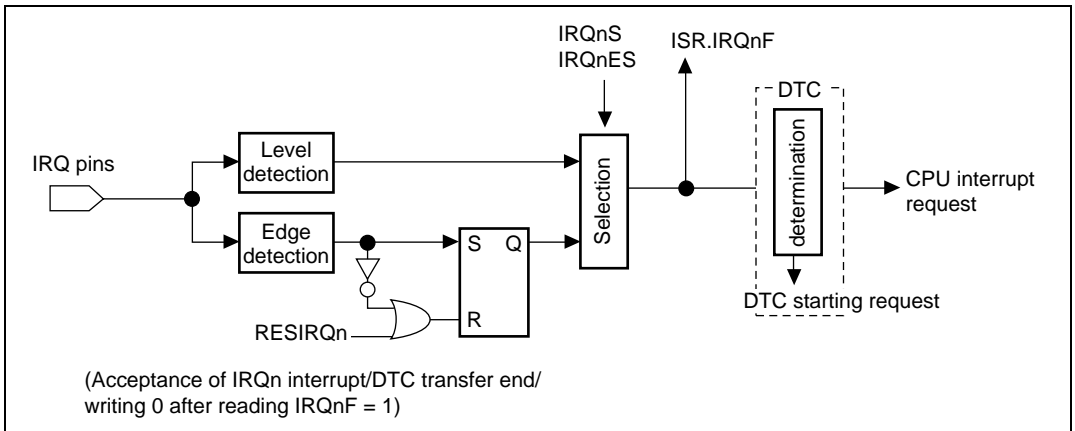 IRQnS
IRQnES
ISR.IRQnF
DTC
IRQ pins
Level
detection
Edge
detection
S Q
R
Selection
determination
CPU interrupt
request
DTC starting request
RESIRQn
(Acceptance of IRQn interrupt/DTC transfer end/
writing 0 after reading IRQnF = 1)